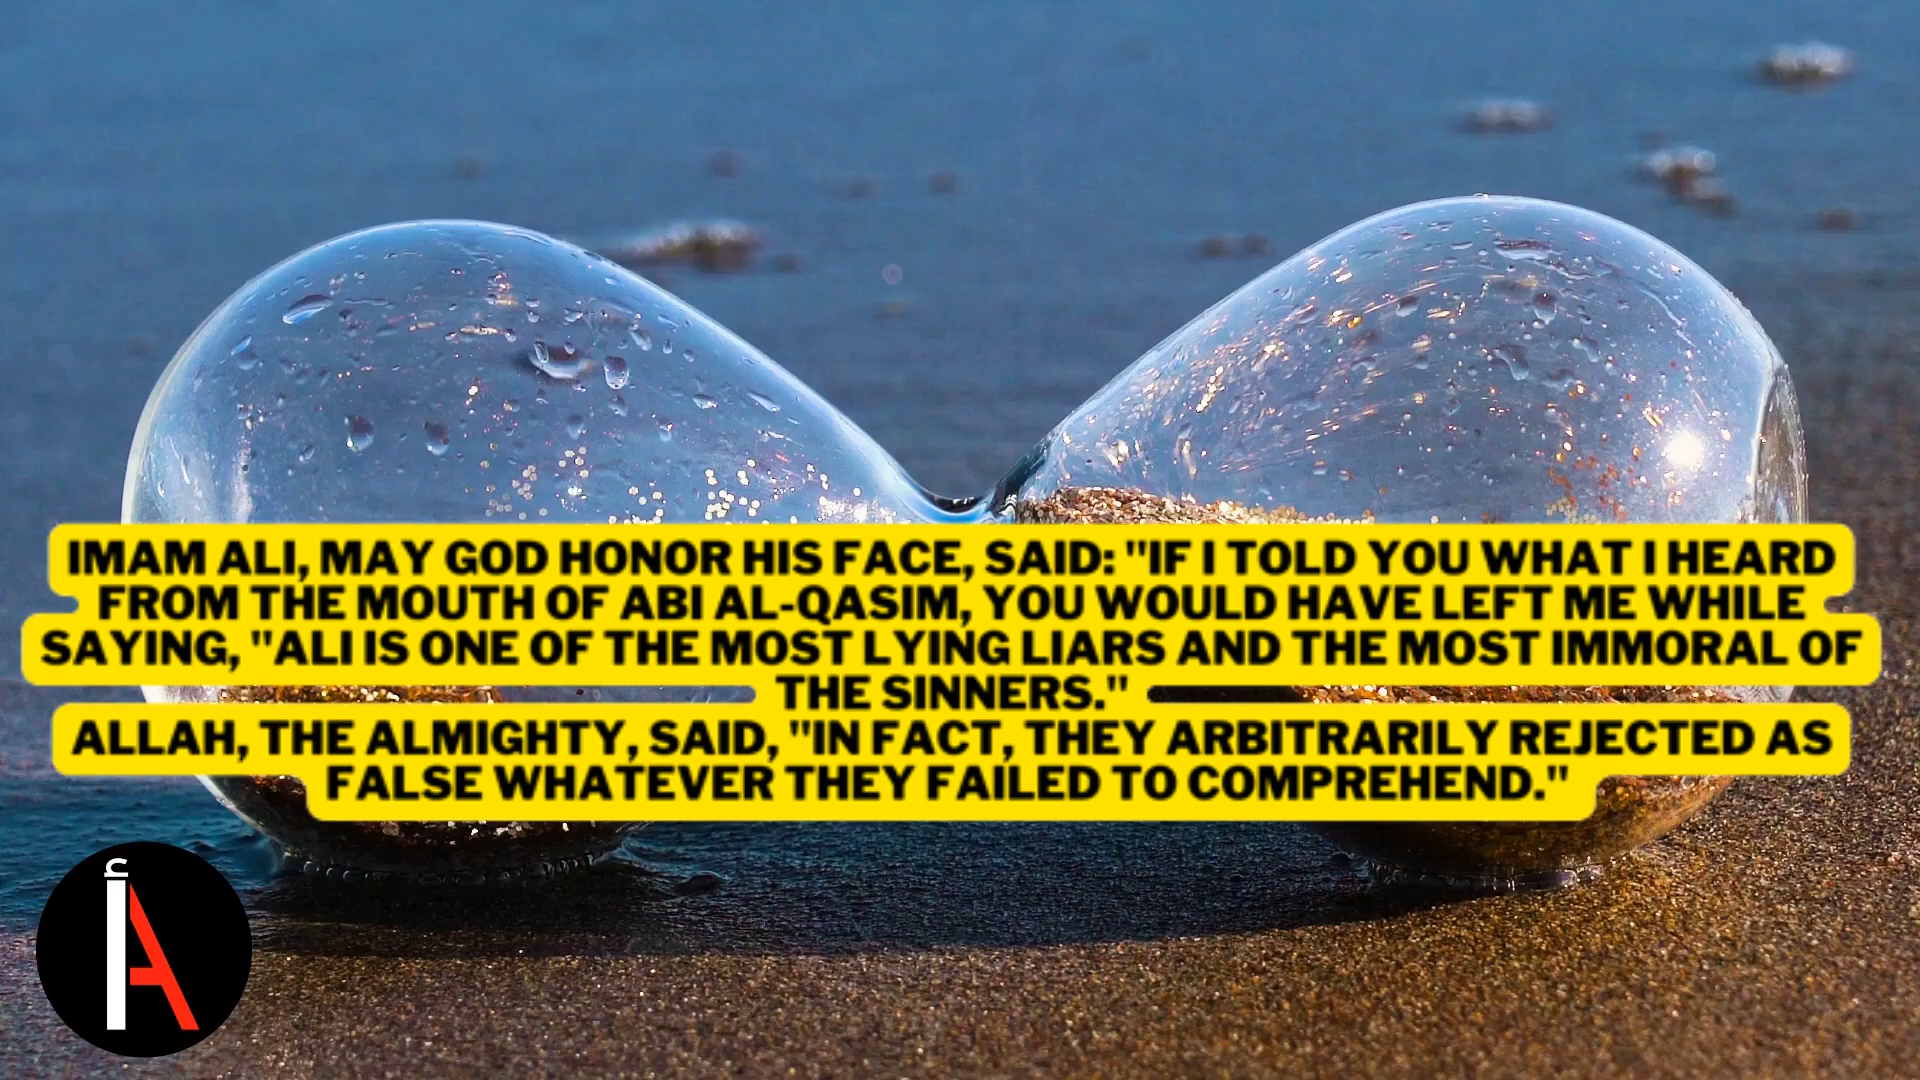 IMAM ALI, MAY GOD HONOR HIS FACE, SAID: "IF I TOLD YOU WHAT I HEARD
FROM THE MOUTH OF ABI AL-QASIM, YOU WOULD HAVE LEFT ME WHILE
SAYING, "ALI IS ONE OF THE MOST LYING LIARS AND THE MOST IMMORAL OF
THE SINNERS."
ALLAH, THE ALMIGHTY, SAID, "IN FACT, THEY ARBITRARILY REJECTED AS
FALSE WHATEVER THEY FAILED TO COMPREHEND."